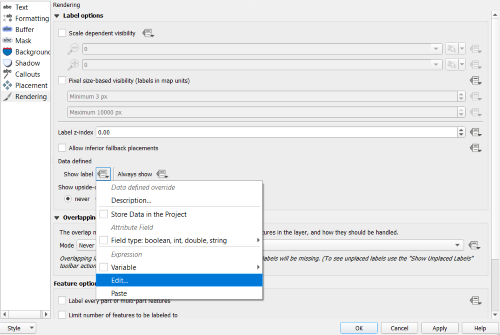 Text
Formatting
Buffer
Mask
Background
Shadow
Callouts
Placement
Rendering
Rendering
Label options
Scale dependent visibility
0
0
Pixel size-based visibility (labels in map units)
Minimum 3 px
Maximum 10000 px
Label z-index 0.00
Allow inferior fallback placements
Data defined
Show label Always show
Show upside-d
never
Data defined override
Description...
Store Data in the Project
Attribute Field
Field type: boolean, int, double, string
Expression
Variable
Edit...
Paste
Overlapping
The overlap m tures in the layer, and how they should be handled.
Mode Never
Overlapping l labels will be missing. (To see unplaced labels use the "Show Unplaced Labels"
toolbar action
Feature option
Label every part of multi-part features
Limit number of features to be labeled to
Style OK Cancel Apply Help